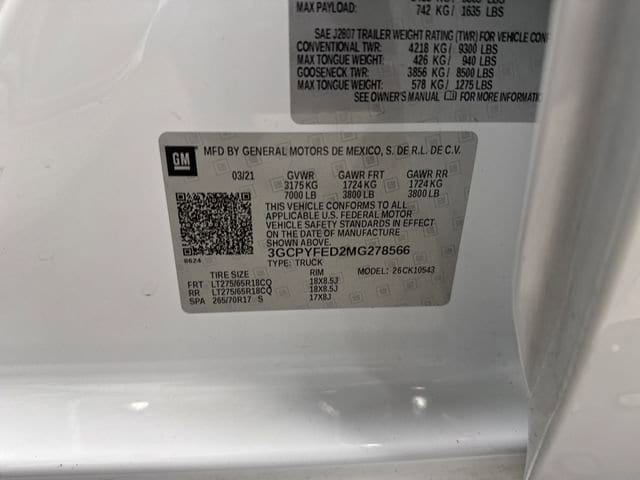 MAX PAYLOAD: 742 KG/ 1635 LBS
SAE J2807 TRAILER WEIGHT RATING (TWR) FOR VEHICLE
CONVENTIONAL TWR: 4218 KG/ 9300 LBS
MAX TONGUE WEIGHT: 426 KG/ 940 LBS
GOOSENECK TWR: 3856 KG/ 8500 LBS
MAX TONGUE WEIGHT: 578 KG/ 1275 LBS
SEE OWNER'S MANUAL FOR MORE
GM MFD BY GENERAL MOTORS DE MEXICO, S. DE R.L. DE C.V.
03/21 GVWR GAWR FRT GAWR RR
3175 KG 1724 KG 1724 KG
7000 LB 3800 LB 3800 LB
THIS VEHICLE CONFORMS TO ALL
APPLICABLE U.S. FEDERAL MOTOR
VEHICLE SAFETY STANDARDS IN EFFECT
ON THE DATE OF MANUFACTURE
SHOWN ABOVE.
3GCPYFED2MG278566
8624 TYPE: TRUCK MODEL: 26CK10543
TIRE SIZE RIM
FRT LT275/65R18CQ 18X8.5J
RR LT275/65R18CQ 18X8.5J
SPA 265/70R17 S 17X8J